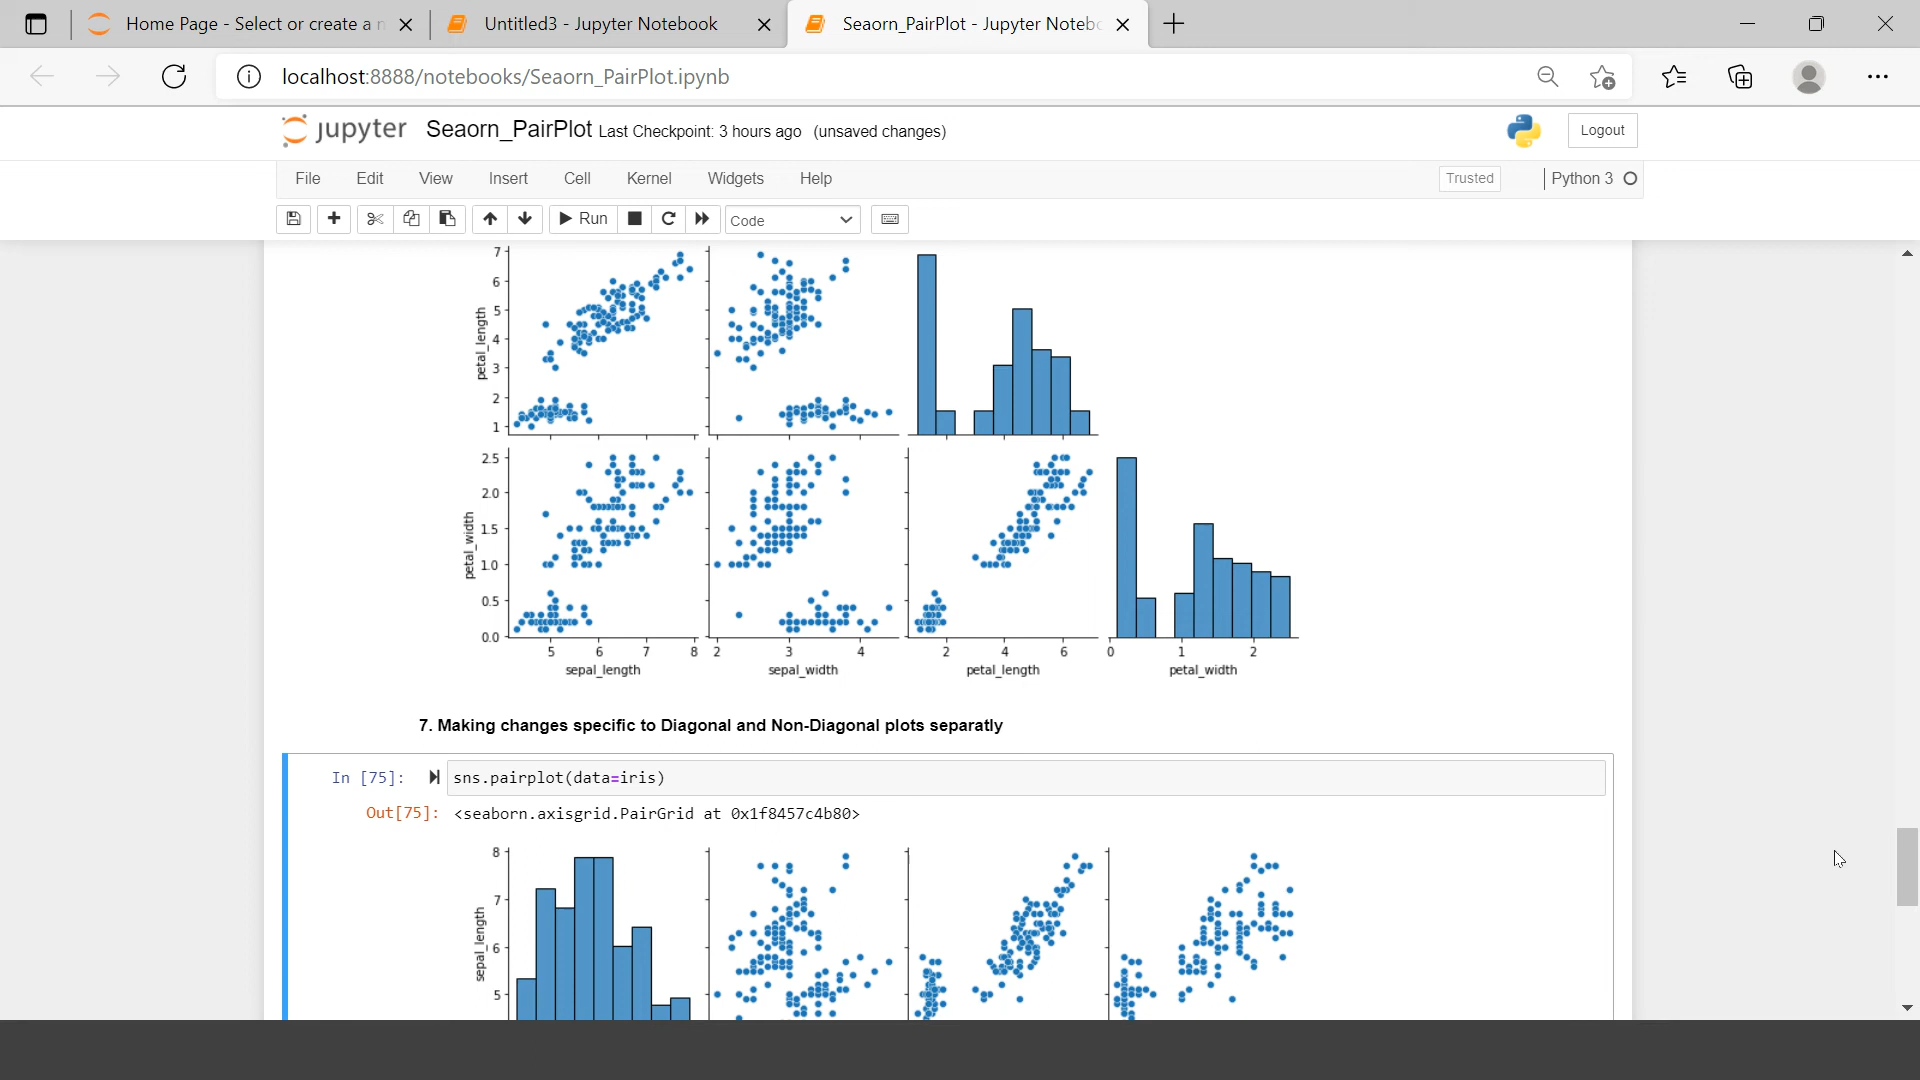 Home Page - Select or create a n
Untitled3 - Jupyter Notebook
Seaorn_PairPlot - Jupyter Notebo
localhost:8888/notebooks/Seaorn_PairPlot.ipynb
jupyter Seaorn_PairPlot Last Checkpoint: 3 hours ago (unsaved changes)
Logout
File Edit View Insert Cell Kernel Widgets Help
Trusted
Python 3
Run
Code
7
6
5
4
3
2
1
petal_length
2.5
2.0
1.5
1.0
0.5
0.0
petal_width
5 6 7 8 2 3 4 2 4 6 0 1 2
sepal_length sepal_width petal_length petal_width
7. Making changes specific to Diagonal and Non-Diagonal plots separatly
In [75]: sns.pairplot(data=iris)
Out[75]: <seaborn.axisgrid.PairGrid at 0x1f8457c4b80>
8
7
6
5
sepal_length